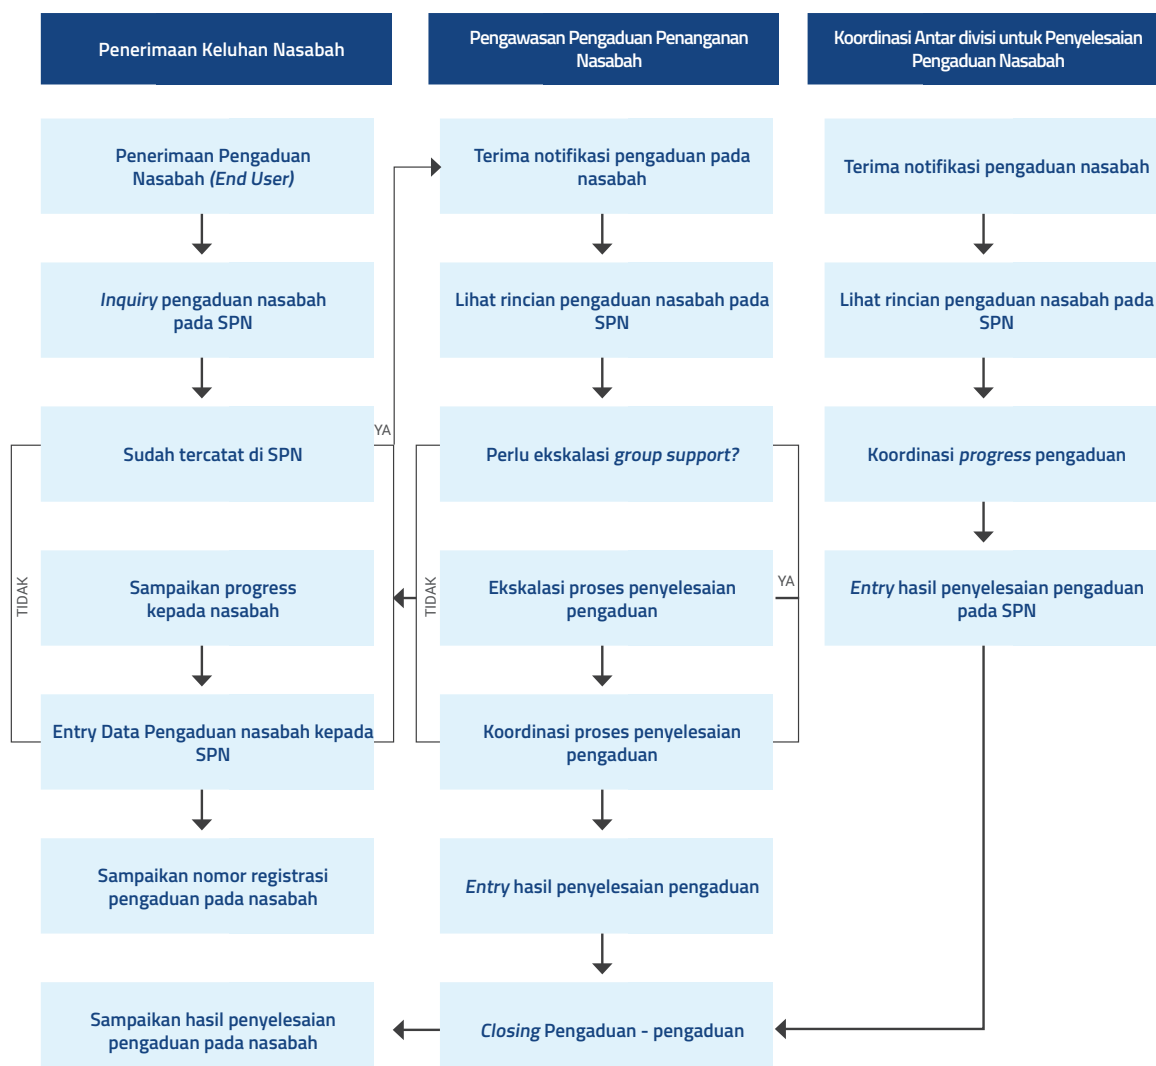 Penerimaan Keluhan Nasabah
Pengawasan Pengaduan Penanganan
Nasabah
Koordinasi Antar divisi untuk Penyelesaian
Pengaduan Nasabah
Penerimaan Pengaduan
Nasabah (End User)
Inquiry pengaduan nasabah
pada SPN
Sudah tercatat di SPN
YA
TIDAK
Sampaikan progress
kepada nasabah
Entry Data Pengaduan nasabah kepada
SPN
Sampaikan nomor registrasi
pengaduan pada nasabah
Sampaikan hasil penyelesaian
pengaduan pada nasabah
Terima notifikasi pengaduan pada
nasabah
Lihat rincian pengaduan nasabah pada
SPN
Perlu ekskalasi group support?
TIDAK
Ekskalasi proses penyelesaian
pengaduan
YA
Koordinasi proses penyelesaian
pengaduan
Entry hasil penyelesaian pengaduan
Closing Pengaduan - pengaduan
Terima notifikasi pengaduan nasabah
Lihat rincian pengaduan nasabah pada
SPN
Koordinasi progress pengaduan
Entry hasil penyelesaian pengaduan
pada SPN